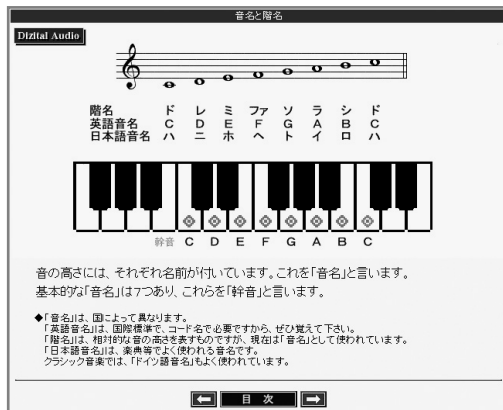 音名と階名
Dizital Audio
階名 ド レ ミ ファ ソ ラ シ ド
英語音名 C D E F G A B C
日本語音名 ハ ニ ホ ヘ ト イ ロ ハ
幹音 C D E F G A B C
音の高さには、それぞれ名前が付いています。これを「音名」と言います。
基本的な「音名」は7つあり、これらを「幹音」と言います。
◆「音名」は、国によって異なります。
「英語音名」は、国際標準で、コード名で必要ですから、ぜひ覚えて下さい。
「階名」は、相対的な音の高さを表すものですが、現在は「音名」として使われています。
「日本語音名」は、楽典等でよく使われる音名です。
クラシック音楽では、「ドイツ語音名」もよく使われています。
目 次